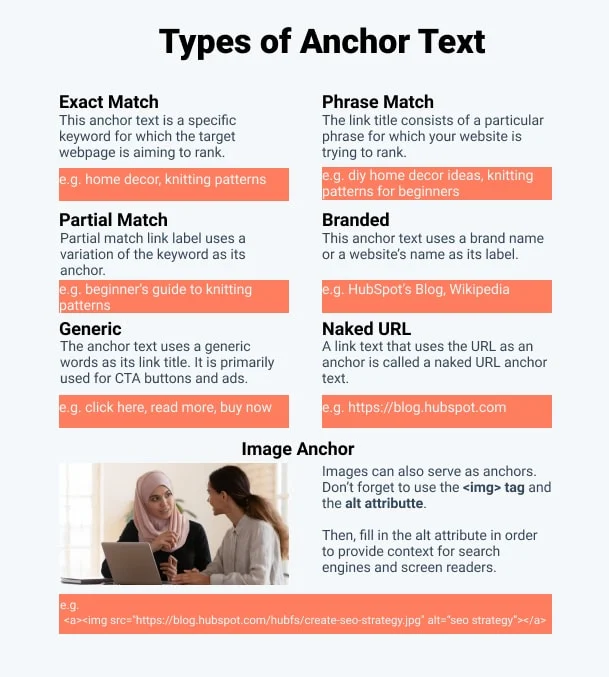 Types of Anchor Text
Exact Match
This anchor text is a specific
keyword for which the target
webpage is aiming to rank.
e.g. home decor, knitting patterns
Phrase Match
The link title consists of a particular
phrase for which your website is
trying to rank.
e.g. diy home decor ideas, knitting
patterns for beginners
Partial Match
Partial match link label uses a
variation of the keyword as its
anchor.
e.g. beginner's guide to knitting
patterns
Branded
This anchor text uses a brand name
or a website's name as its label.
e.g. HubSpot's Blog, Wikipedia
Generic
The anchor text uses a generic
words as its link title. It is primarily
used for CTA buttons and ads.
e.g. click here, read more, buy now
Naked URL
A link text that uses the URL as an
anchor is called a naked URL anchor
text.
e.g. https://blog.hubspot.com
Image Anchor
Images can also serve as anchors.
Don't forget to use the <img> tag and
the alt attributte.
Then, fill in the alt attribute in order
to provide context for search
engines and screen readers.
e.g.
<a><img src="https://blog.hubspot.com/hubfs/create-seo-strategy.jpg" alt="seo strategy"></a>